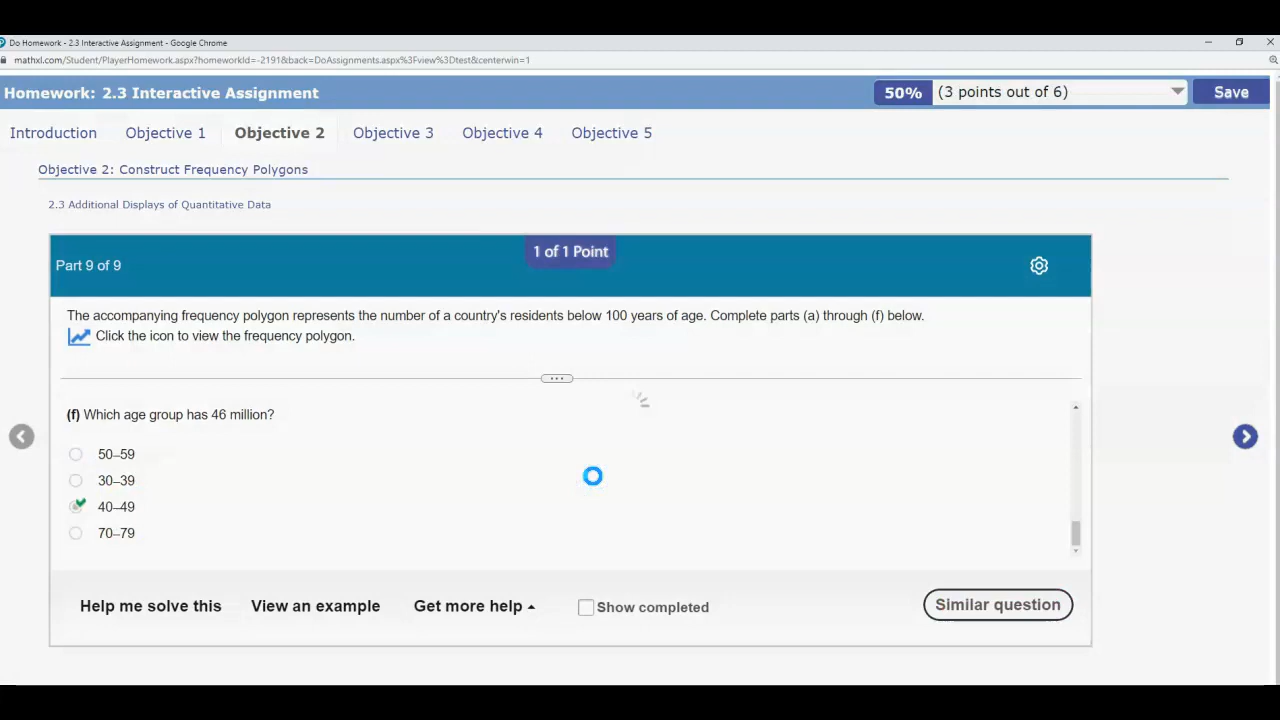 Do Homework - 2.3 Interactive Assignment - Google Chrome
mathxl.com/Student/PlayerHomework.aspx?homeworkId=-2191&back=DoAssignments.aspx%3Fview%3Dtest&centerwin=1
Homework: 2.3 Interactive Assignment
50% (3 points out of 6) Save
Introduction Objective 1 Objective 2 Objective 3 Objective 4 Objective 5
Objective 2: Construct Frequency Polygons
2.3 Additional Displays of Quantitative Data
1 of 1 Point
Part 9 of 9
The accompanying frequency polygon represents the number of a country's residents below 100 years of age. Complete parts (a) through (f) below.
Click the icon to view the frequency polygon.
(f) Which age group has 46 million?
50–59
30–39
40–49
70–79
Help me solve this View an example Get more help Show completed Similar question